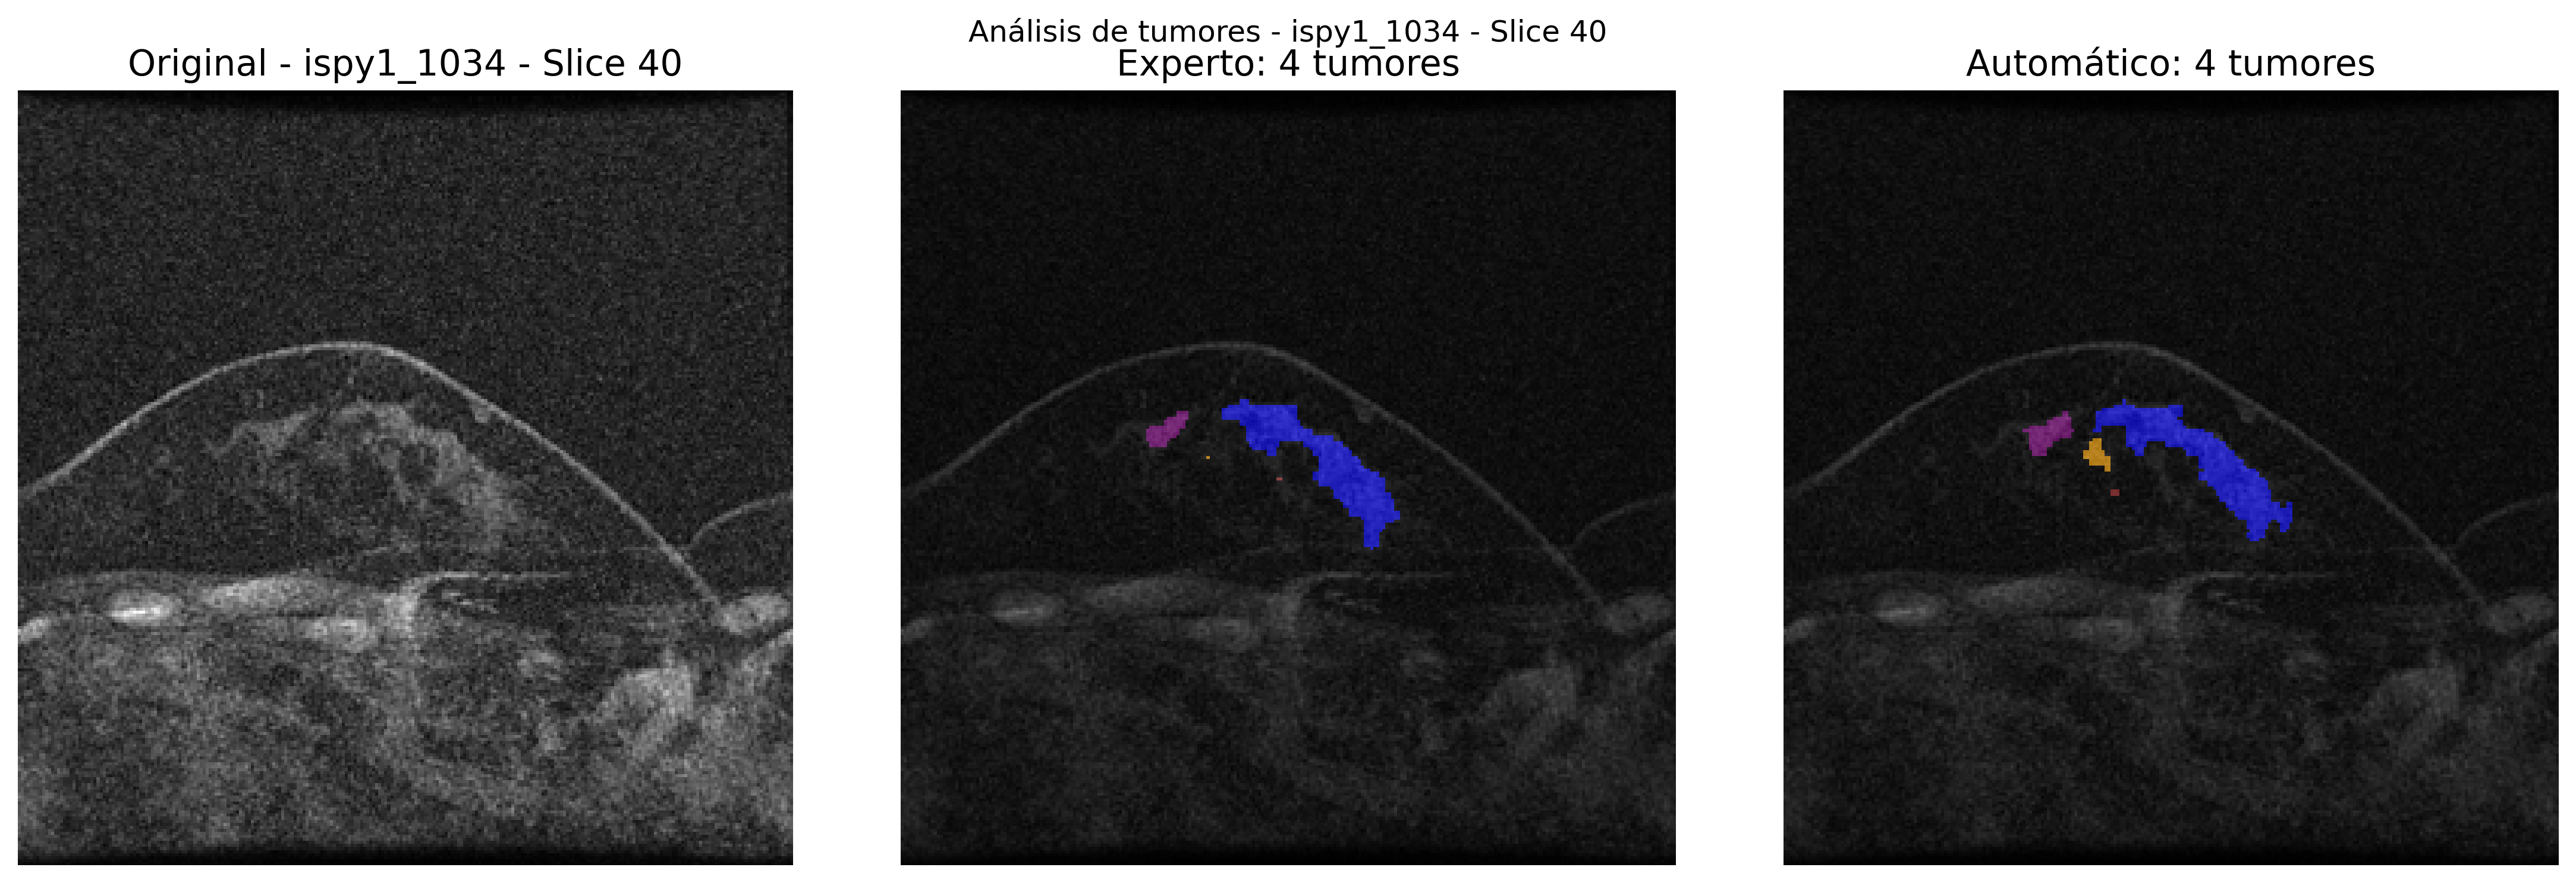 Análisis de tumores - ispy1_1034 - Slice 40
Original - ispy1_1034 - Slice 40
Experto: 4 tumores
Automático: 4 tumores